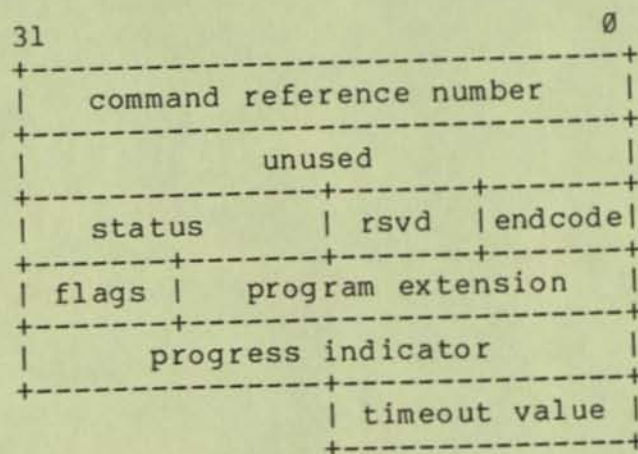 31 0
command reference number
unused
status | rsvd | endcode
flags | program extension
progress indicator
timeout value